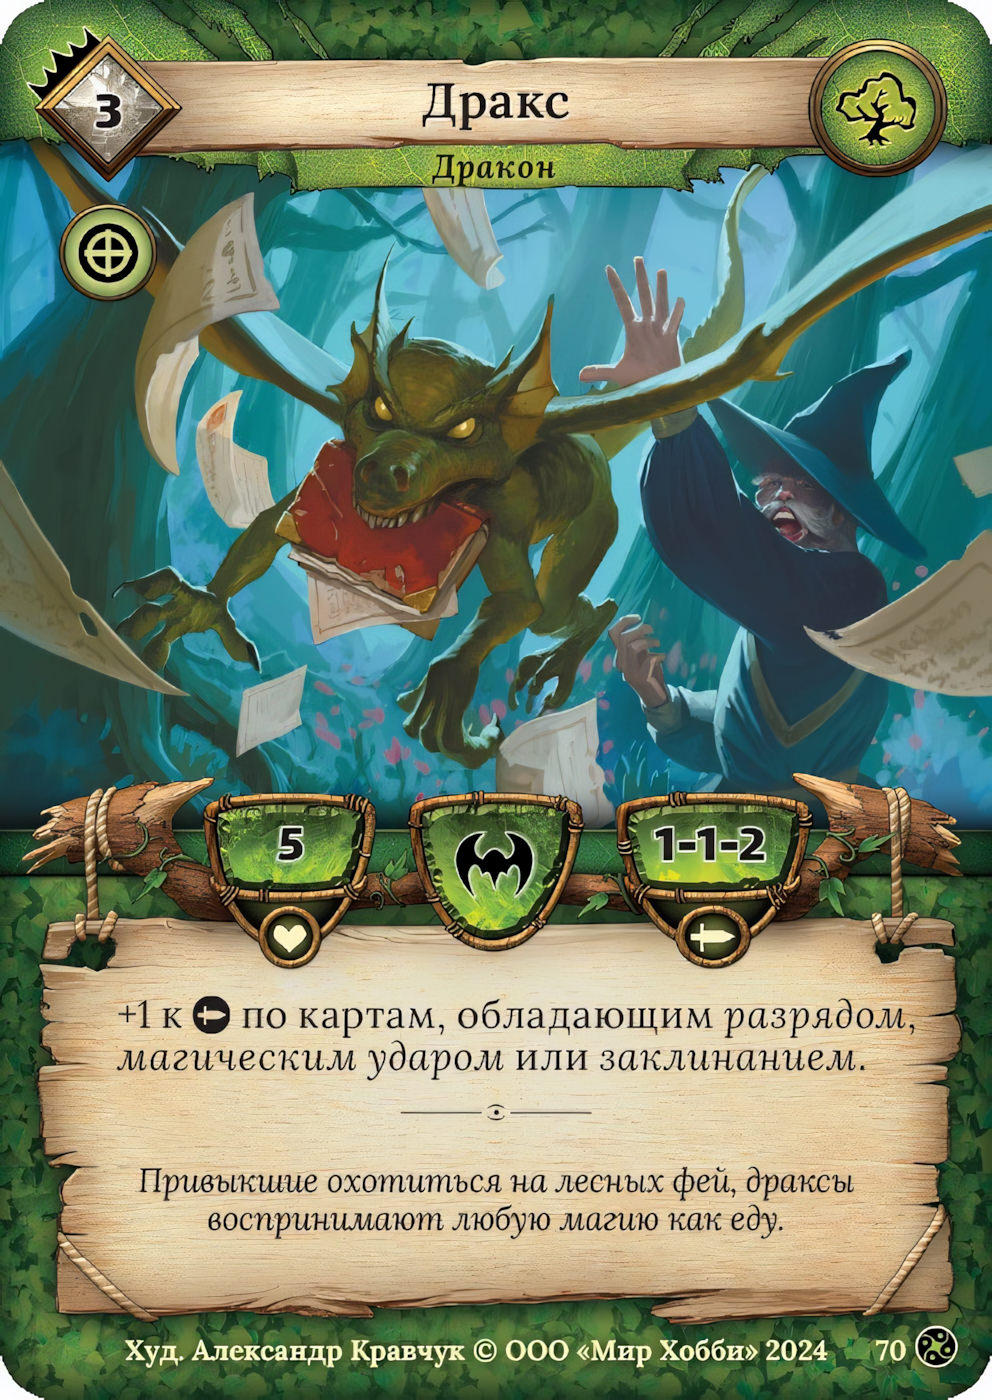 3
Дракс
Дракон
5
1-1-2
+1 к по картам, обладающим разрядом,
магическим ударом или заклинанием.
Привыкшие охотиться на лесных фей, драксы
воспринимают любую магию как еду.
Худ. Александр Кравчук © ООО «Мир Хобби» 2024 70